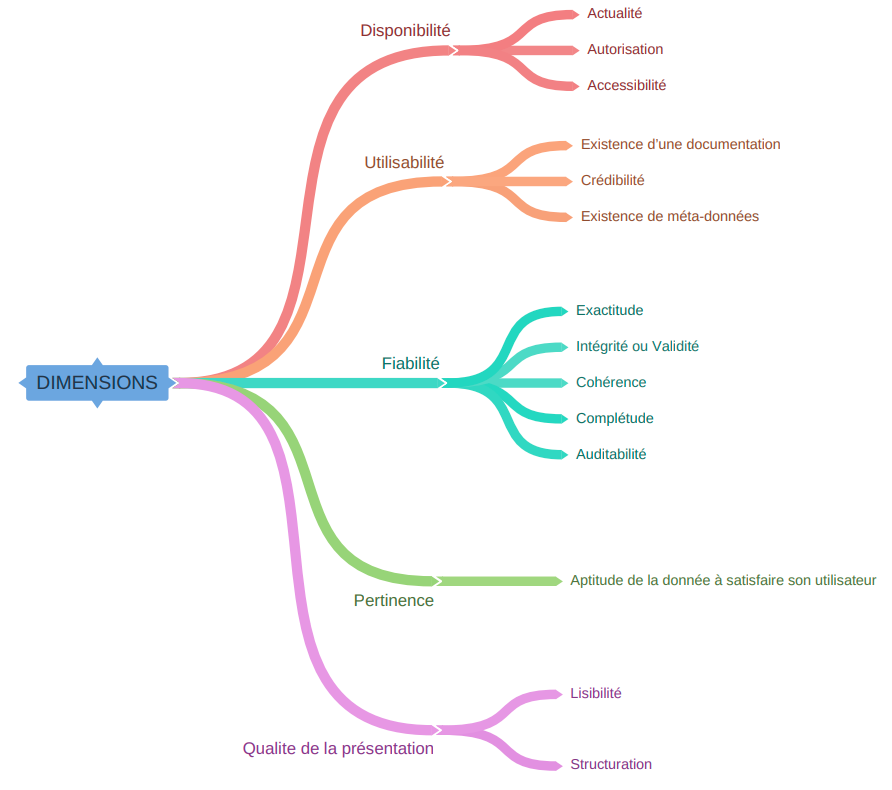 DIMENSIONS
Disponibilité
Actualité
Autorisation
Accessibilité
Utilisabilité
Existence d'une documentation
Crédibilité
Existence de méta-données
Fiabilité
Exactitude
Intégrité ou Validité
Cohérence
Complétude
Auditabilité
Pertinence
Aptitude de la donnée à satisfaire son utilisateur
Qualite de la présentation
Lisibilité
Structuration